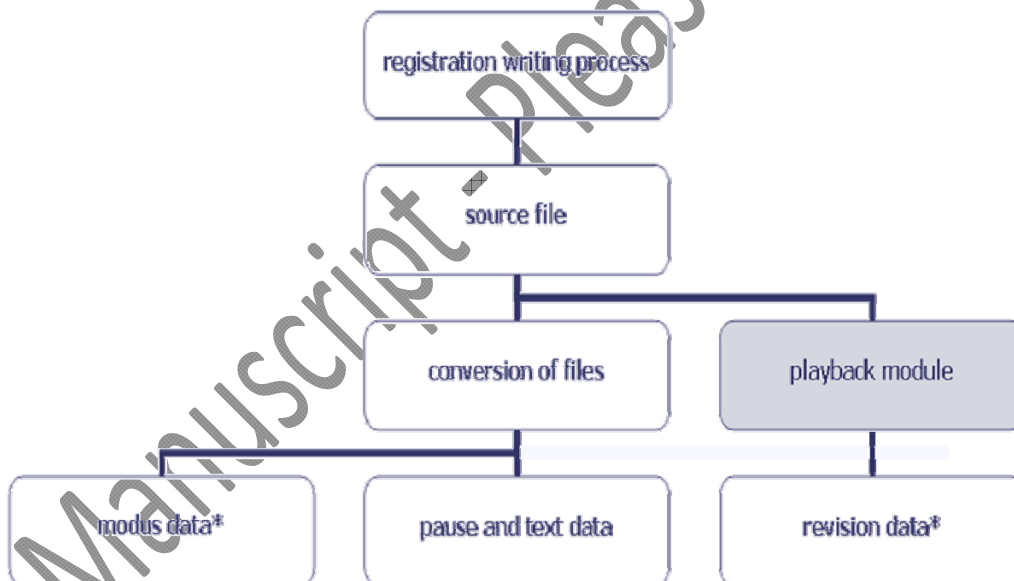 registration writing process
source file
conversion of files
playback module
modus data*
pause and text data
revision data*
Manuscript - Pleas